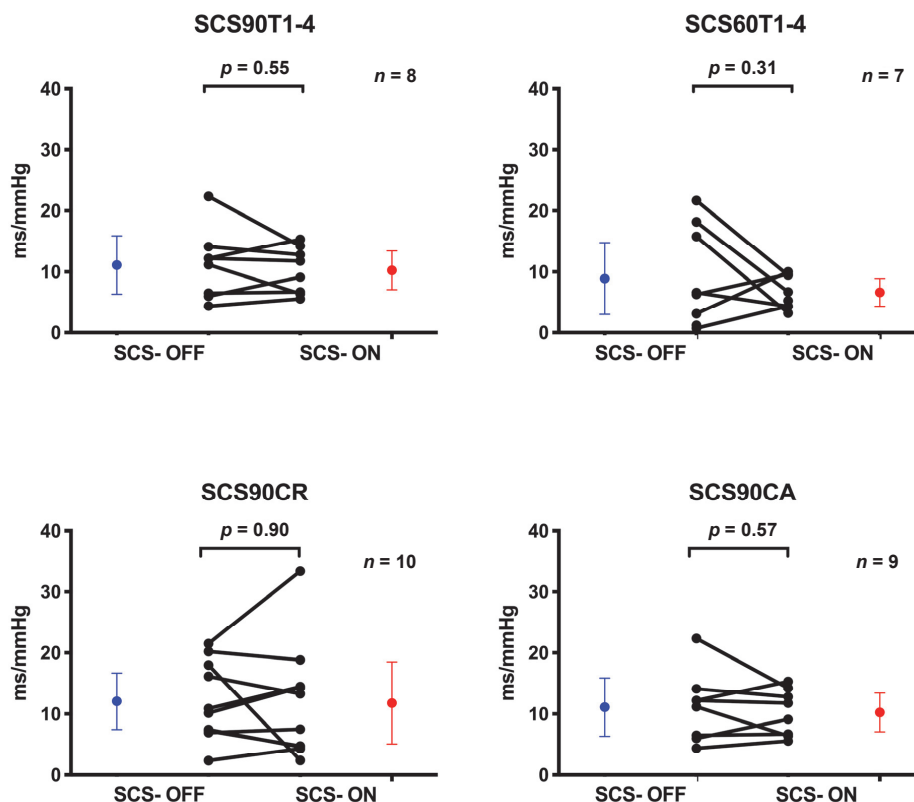 SCS90T1-4
p = 0.55
n = 8
40
30
20
10
0
ms/mmHg
SCS- OFF
SCS- ON
SCS60T1-4
p = 0.31
n = 7
40
30
20
10
0
ms/mmHg
SCS- OFF
SCS- ON
SCS90CR
p = 0.90
n = 10
40
30
20
10
0
ms/mmHg
SCS- OFF
SCS- ON
SCS90CA
p = 0.57
n = 9
40
30
20
10
0
ms/mmHg
SCS- OFF
SCS- ON